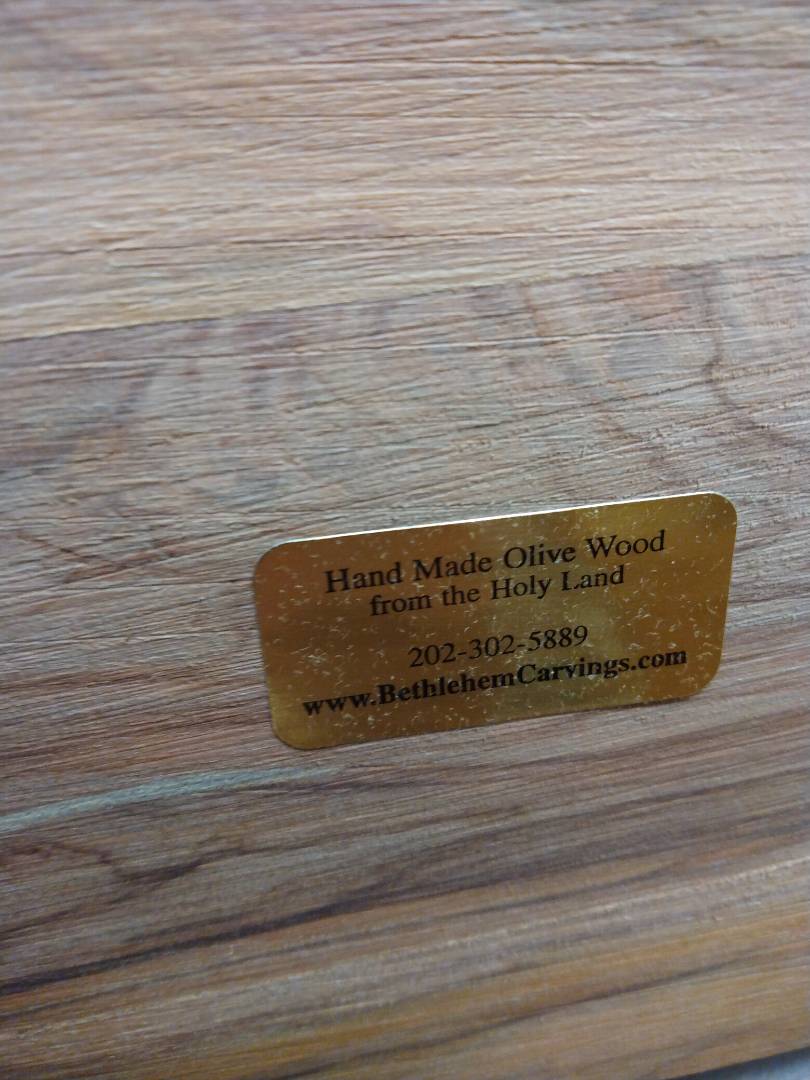 Hand Made Olive Wood
from the Holy Land
202-302-5889
www.BethlehemCarvings.com